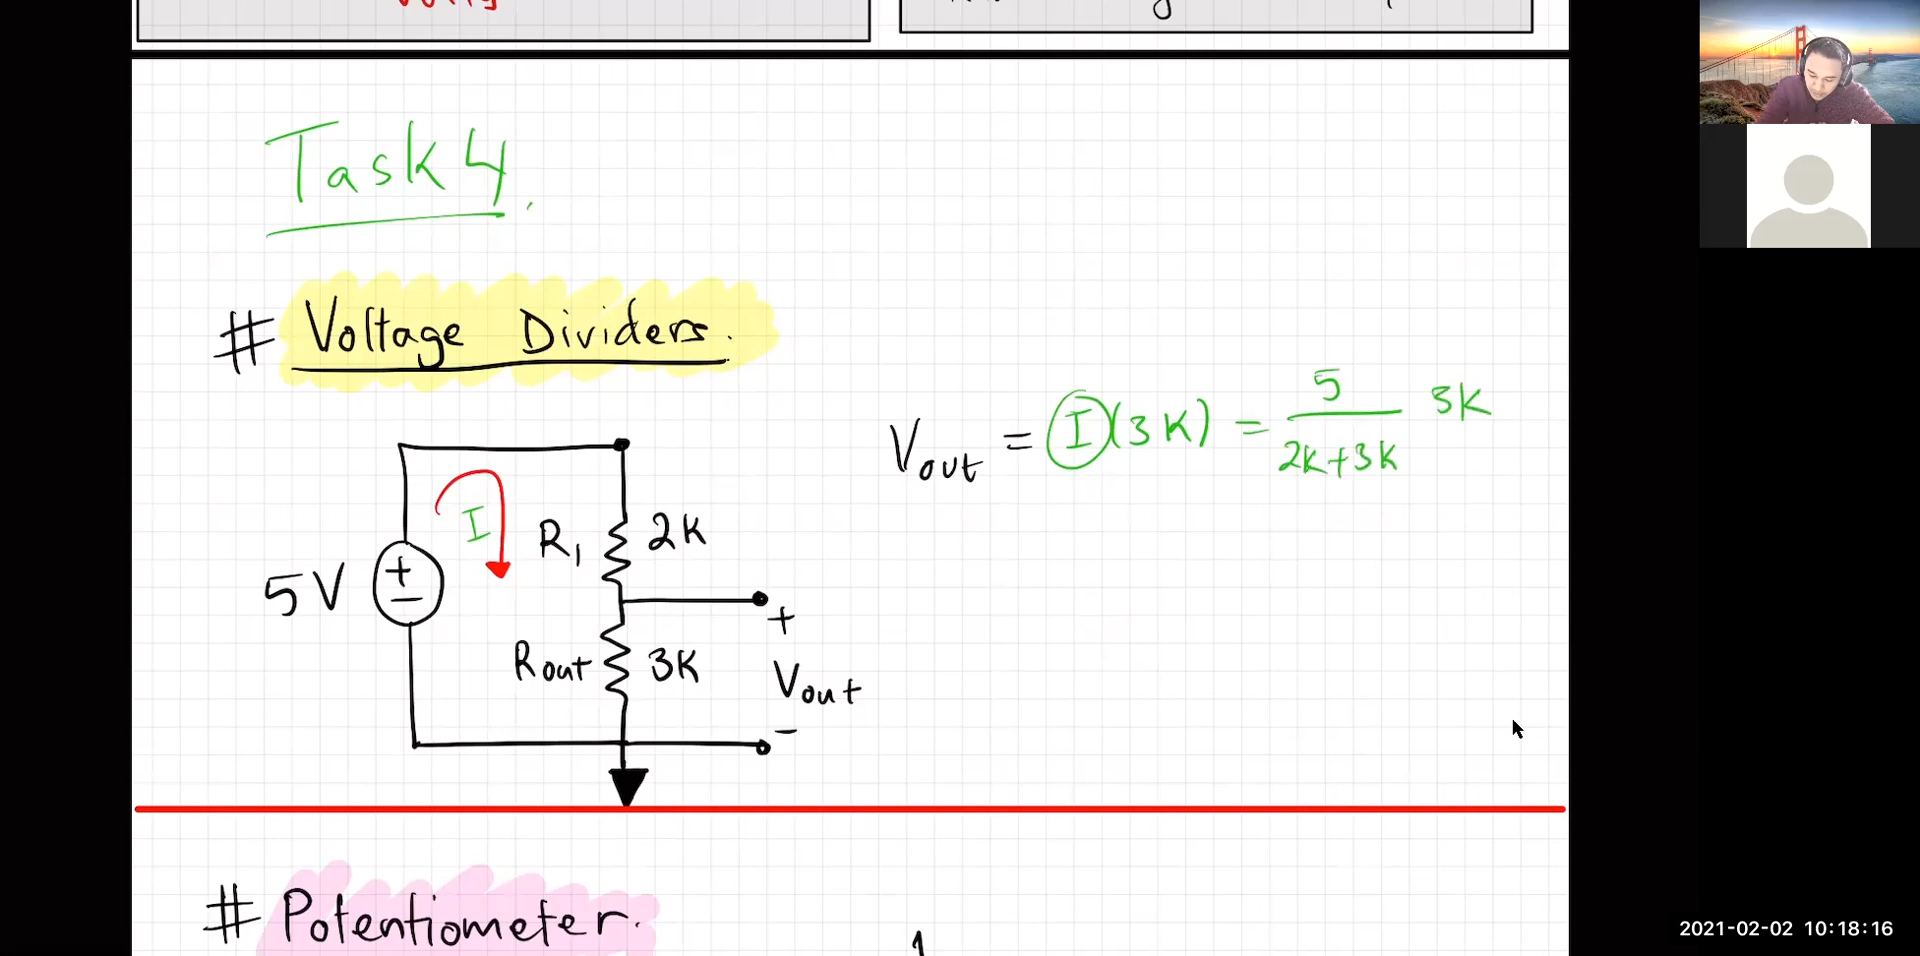 Volts
Task 4.
# Voltage Dividers.
Vout = I(3K) = 5 / 2K+3K 3K
I
R1 2K
5V
+
−
+
Rout 3K
Vout
−
# Potentiometer.
2021-02-02 10:18:16